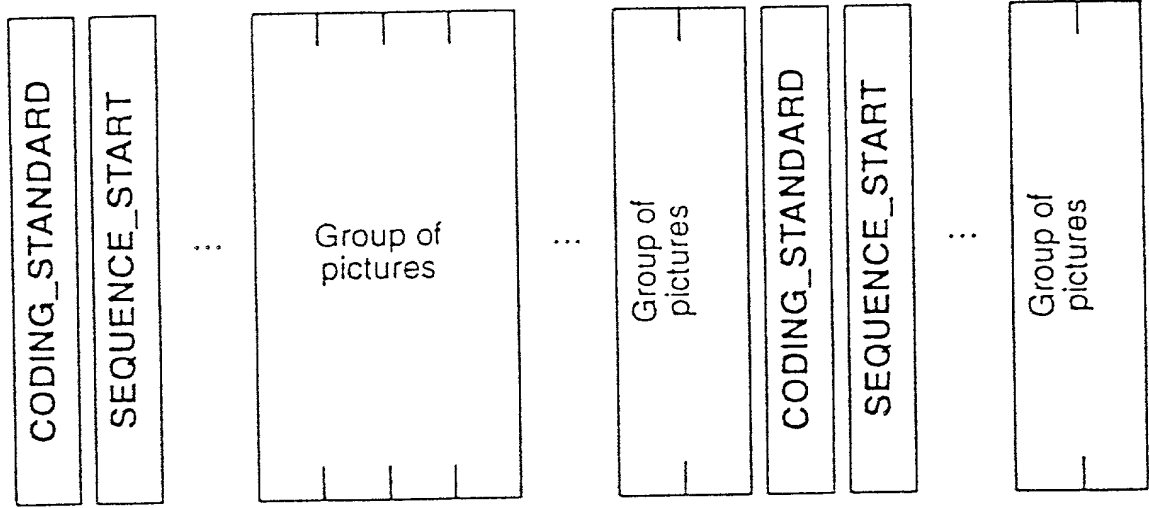 CODING_STANDARD
SEQUENCE_START
...
Group of
pictures
...
Group of
pictures
CODING_STANDARD
SEQUENCE_START
...
Group of
pictures